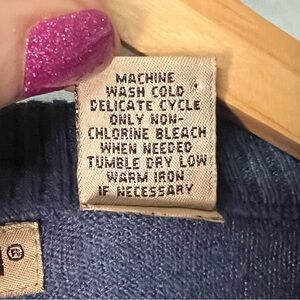 MACHINE
WASH COLD
DELICATE CYCLE
ONLY NON-
CHLORINE BLEACH
WHEN NEEDED
TUMBLE DRY LOW
WARM IRON
IF NECESSARY
®